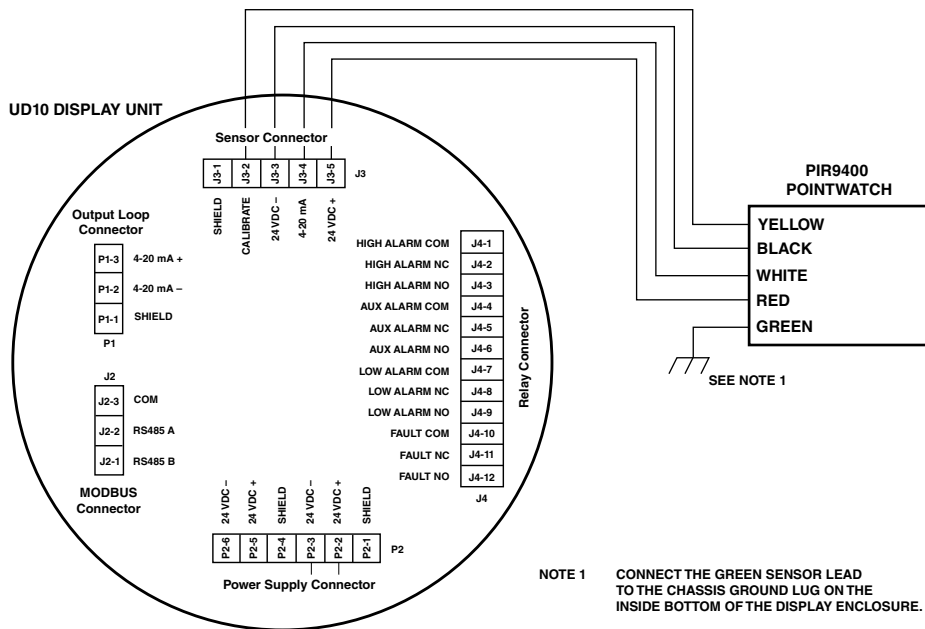 UD10 DISPLAY UNIT
Sensor Connector
J3-1 J3-2 J3-3 J3-4 J3-5
J3
SHIELD
CALIBRATE
24 VDC –
4-20 mA
24 VDC +
Output Loop
Connector
P1-3 4-20 mA +
P1-2 4-20 mA –
P1-1 SHIELD
P1
J2
J2-3 COM
J2-2 RS485 A
J2-1 RS485 B
MODBUS
Connector
HIGH ALARM COM J4-1
HIGH ALARM NC J4-2
HIGH ALARM NO J4-3
AUX ALARM COM J4-4
AUX ALARM NC J4-5
AUX ALARM NO J4-6
LOW ALARM COM J4-7
LOW ALARM NC J4-8
LOW ALARM NO J4-9
FAULT COM J4-10
FAULT NC J4-11
FAULT NO J4-12
J4
Relay Connector
24 VDC –
24 VDC +
SHIELD
24 VDC –
24 VDC +
SHIELD
P2-6 P2-5 P2-4 P2-3 P2-2 P2-1
P2
Power Supply Connector
PIR9400
POINTWATCH
YELLOW
BLACK
WHITE
RED
GREEN
SEE NOTE 1
NOTE 1 CONNECT THE GREEN SENSOR LEAD
TO THE CHASSIS GROUND LUG ON THE
INSIDE BOTTOM OF THE DISPLAY ENCLOSURE.